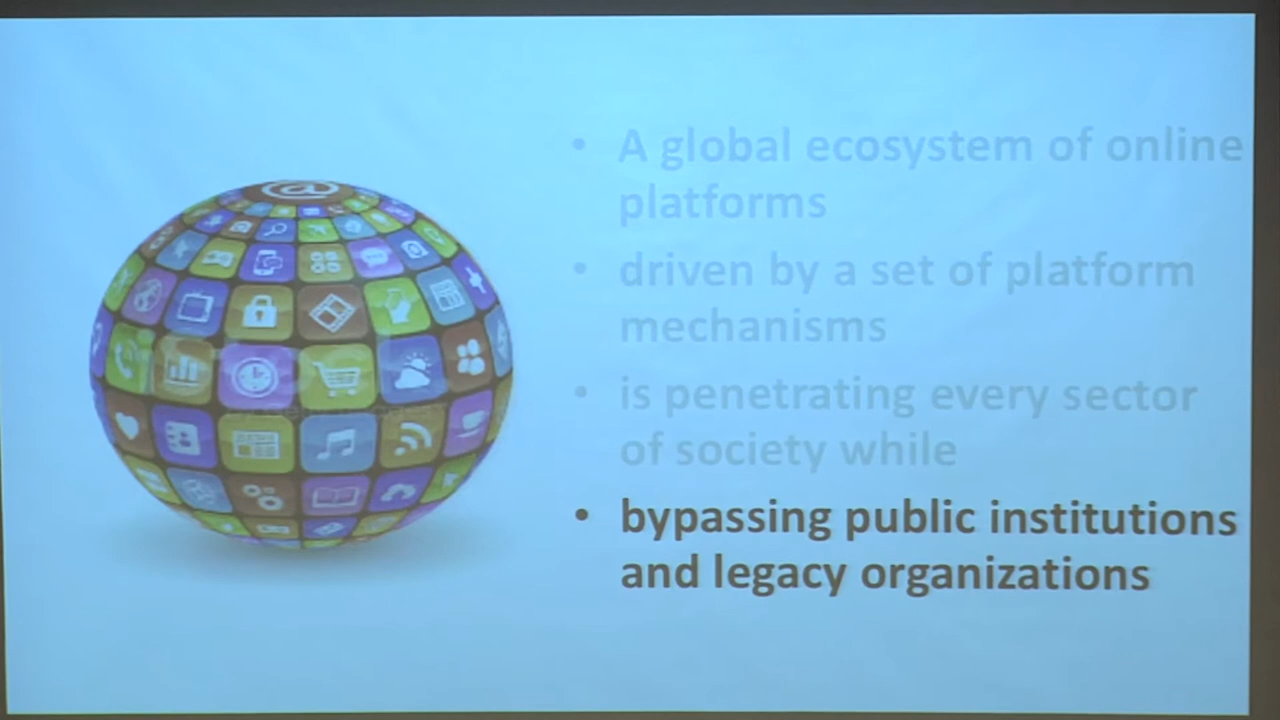 @
• A global ecosystem of online
platforms
• driven by a set of platform
mechanisms
• is penetrating every sector
of society while
• bypassing public institutions
and legacy organizations